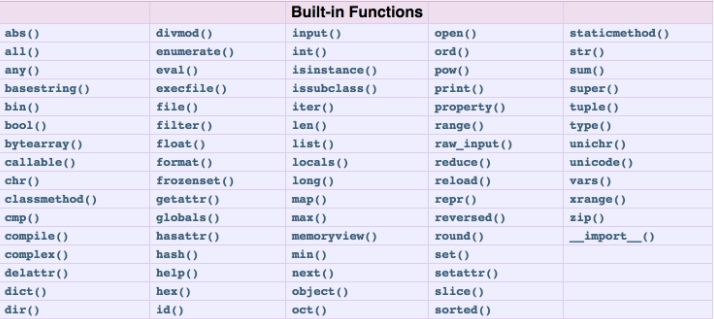 Built-in Functions
abs() divmod() input() open() staticmethod()
all() enumerate() int() ord() str()
any() eval() isinstance() pow() sum()
basestring() execfile() issubclass() print() super()
bin() file() iter() property() tuple()
bool() filter() len() range() type()
bytearray() float() list() raw_input() unichr()
callable() format() locals() reduce() unicode()
chr() frozenset() long() reload() vars()
classmethod() getattr() map() repr() xrange()
cmp() globals() max() reversed() zip()
compile() hasattr() memoryview() round() __import__()
complex() hash() min() set()
delattr() help() next() setattr()
dict() hex() object() slice()
dir() id() oct() sorted()